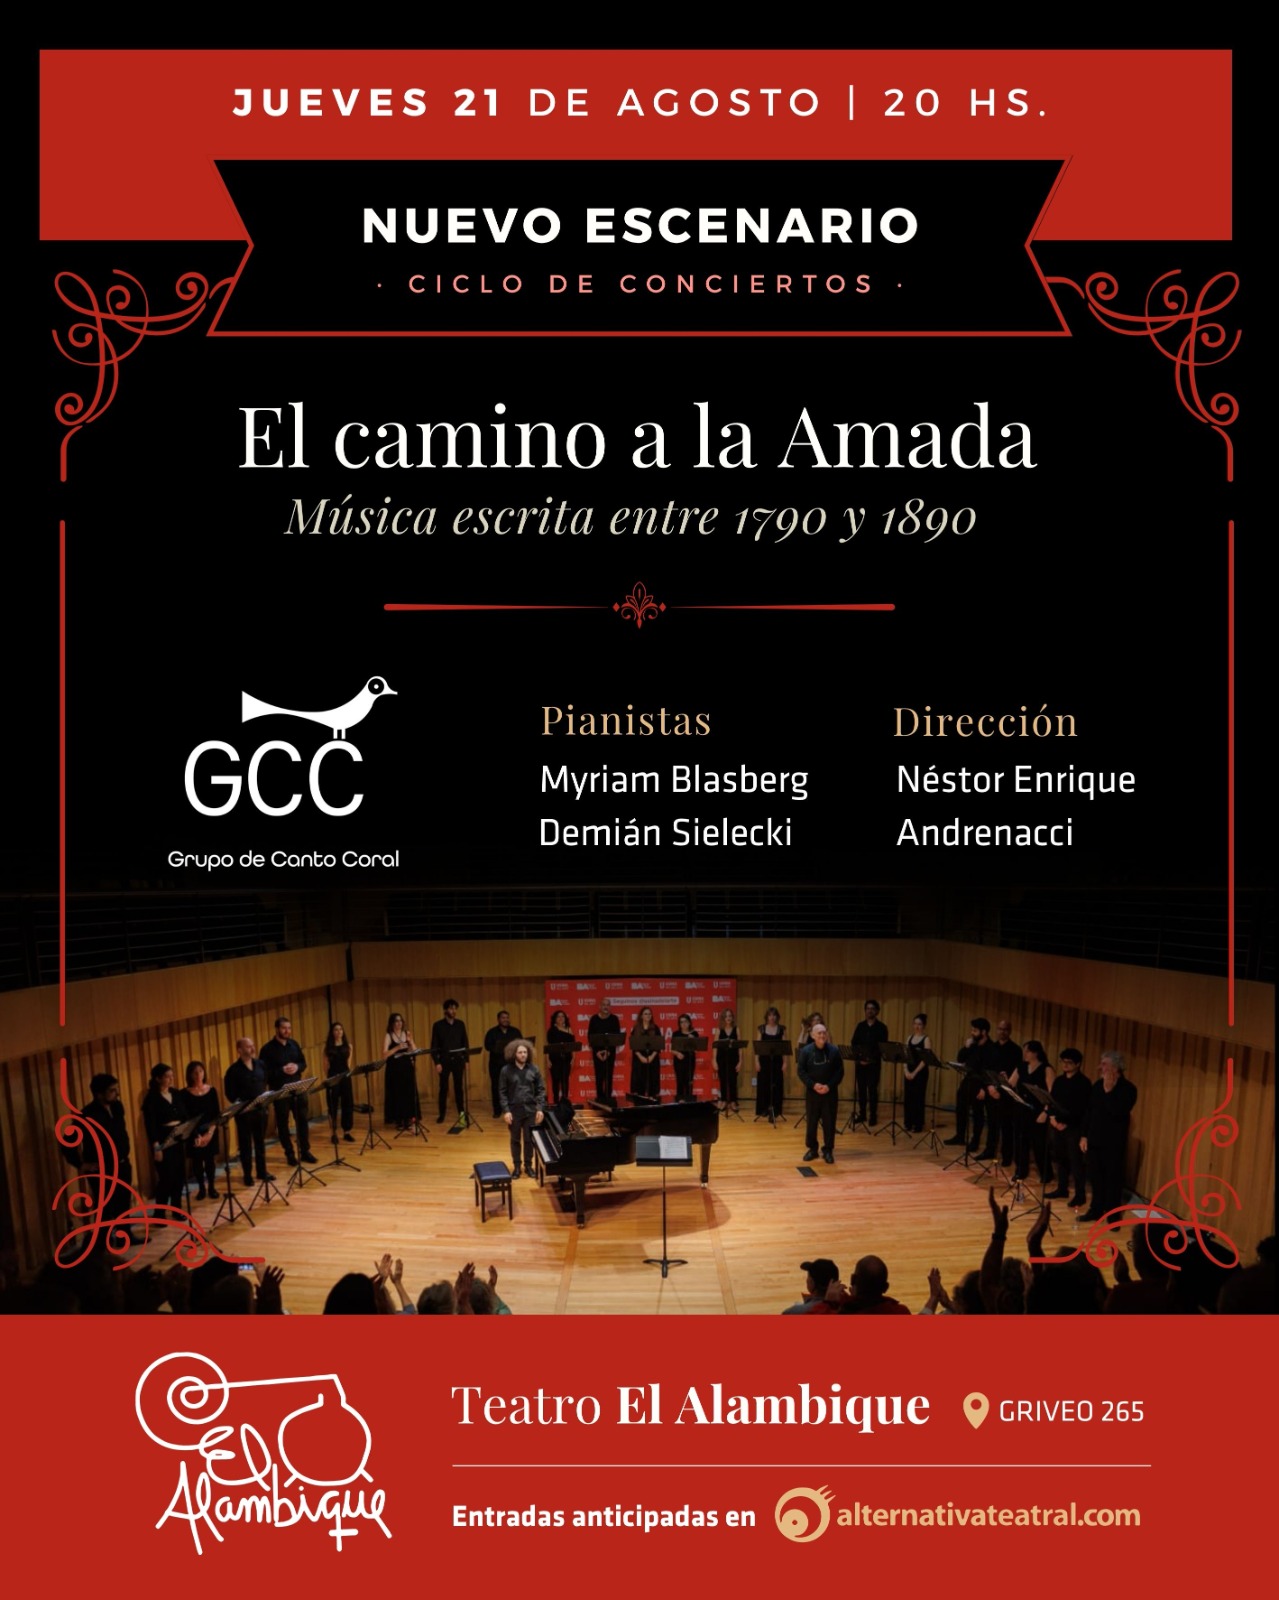 JUEVES 21 DE AGOSTO | 20 HS.
NUEVO ESCENARIO
· CICLO DE CONCIERTOS ·
El camino a la Amada
Música escrita entre 1790 y 1890
GCC
Grupo de Canto Coral
Pianistas
Myriam Blasberg
Demián Sielecki
Dirección
Néstor Enrique
Andrenacci
El
Alambique
Teatro El Alambique
GRIVEO 265
Entradas anticipadas en
alternativateatral.com